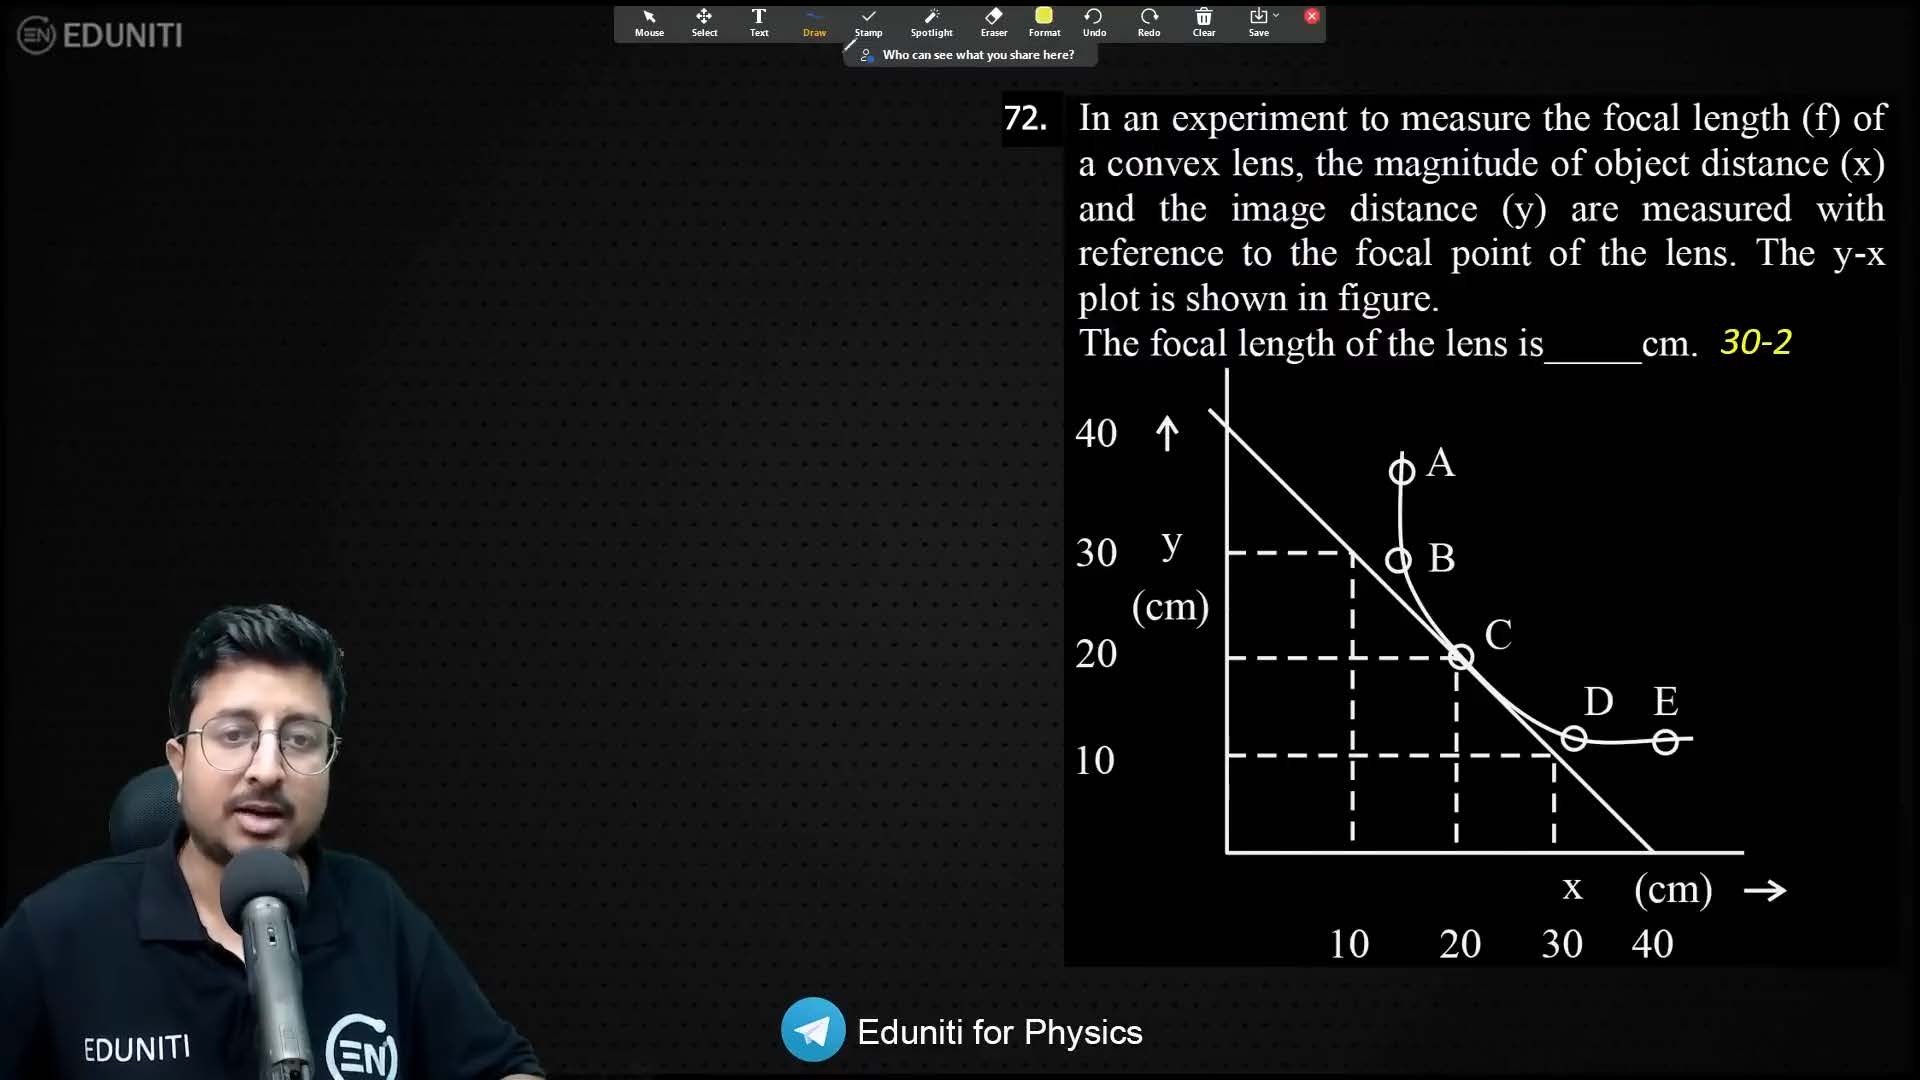 EN EDUNITI
Mouse Select Text Draw Stamp Spotlight Eraser Format Undo Redo Clear Save
Who can see what you share here?
72. In an experiment to measure the focal length (f) of
a convex lens, the magnitude of object distance (x)
and the image distance (y) are measured with
reference to the focal point of the lens. The y-x
plot is shown in figure.
The focal length of the lens is_____cm. 30-2
40
A
30 y
B
(cm)
20
C
D E
10
x (cm)
10 20 30 40
EDUNITI
EN
Eduniti for Physics